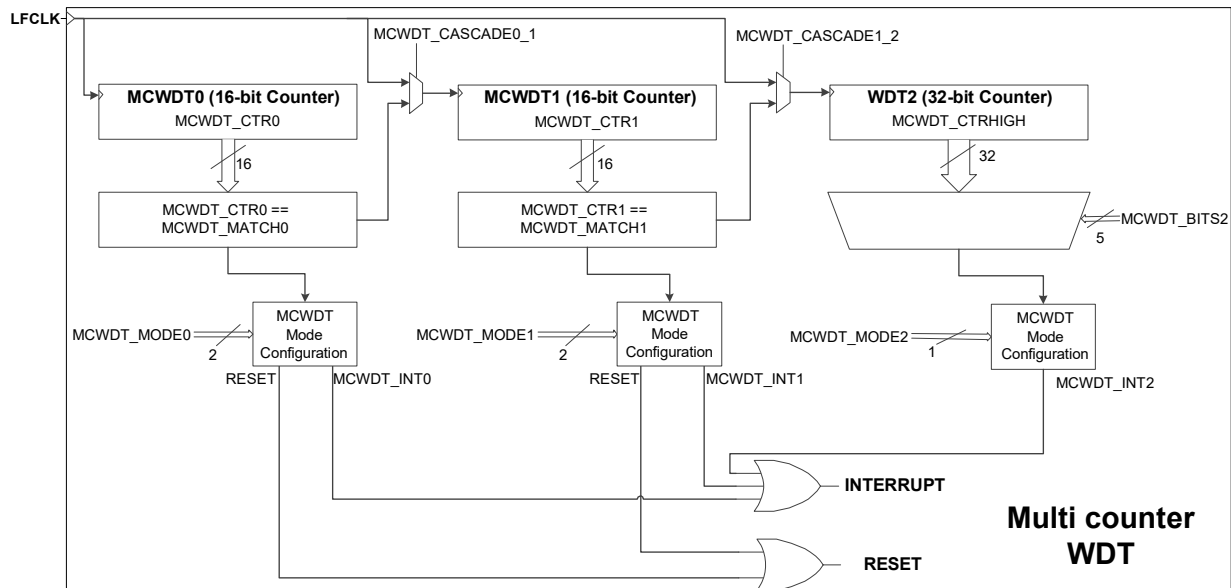 LFCLK
MCWDT_CASCADE0_1
MCWDT_CASCADE1_2
MCWDT0 (16-bit Counter)
MCWDT_CTR0
MCWDT1 (16-bit Counter)
MCWDT_CTR1
WDT2 (32-bit Counter)
MCWDT_CTRHIGH
16
16
32
MCWDT_CTR0 ==
MCWDT_MATCH0
MCWDT_CTR1 ==
MCWDT_MATCH1
MCWDT_BITS2
5
MCWDT_MODE0
2
MCWDT
Mode
Configuration
MCWDT_MODE1
2
MCWDT
Mode
Configuration
MCWDT_MODE2
1
MCWDT
Mode
Configuration
RESET
MCWDT_INT0
RESET
MCWDT_INT1
MCWDT_INT2
INTERRUPT
RESET
Multi counter
WDT